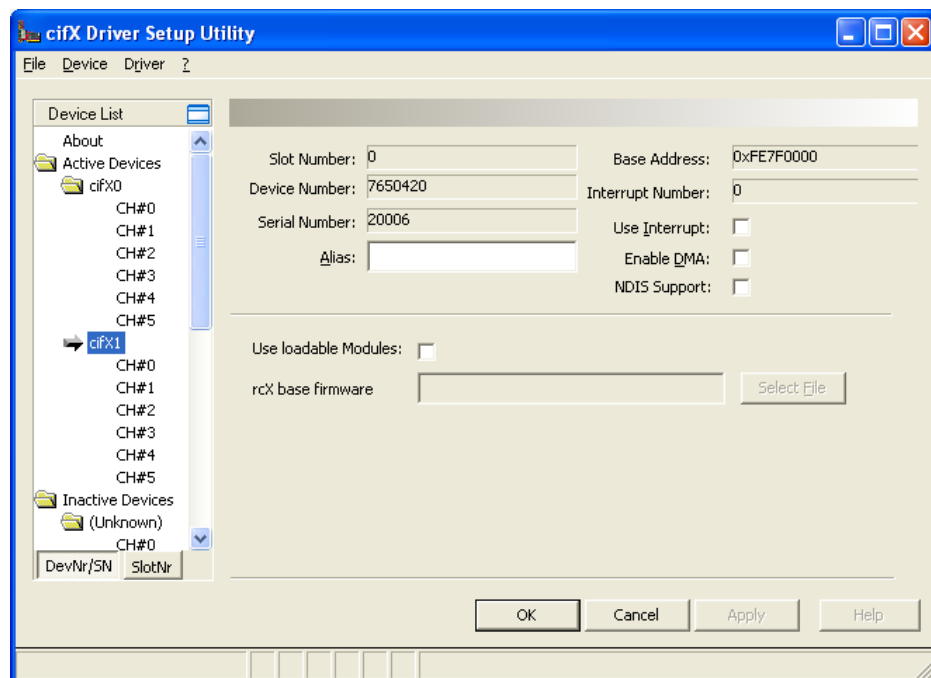 cifX Driver Setup Utility
File Device Driver ?
Device List
About
Active Devices
cifX0
CH#0
CH#1
CH#2
CH#3
CH#4
CH#5
cifX1
CH#0
CH#1
CH#2
CH#3
CH#4
CH#5
Inactive Devices
(Unknown)
CH#0
DevNr/SN SlotNr
Slot Number: 0
Device Number: 7650420
Serial Number: 20006
Alias:
Base Address: 0xFE7F0000
Interrupt Number: 0
Use Interrupt:
Enable DMA:
NDIS Support:
Use loadable Modules:
rcX base firmware Select File
OK Cancel Apply Help